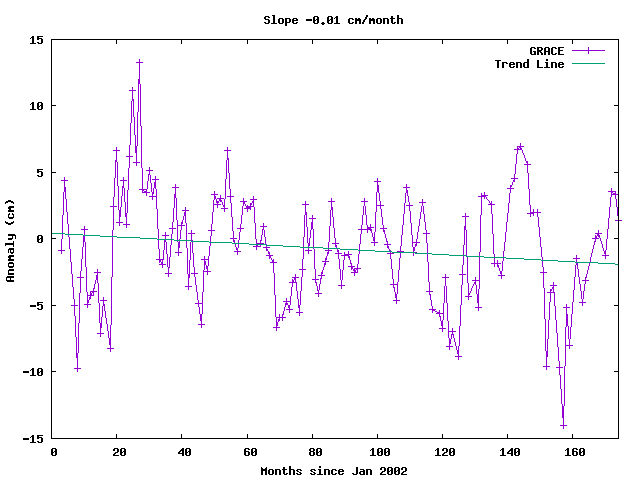 Slope -0.01 cm/month
GRACE
Trend Line
15
10
5
0
-5
-10
-15
Anomaly (cm)
0 20 40 60 80 100 120 140 160
Months since Jan 2002